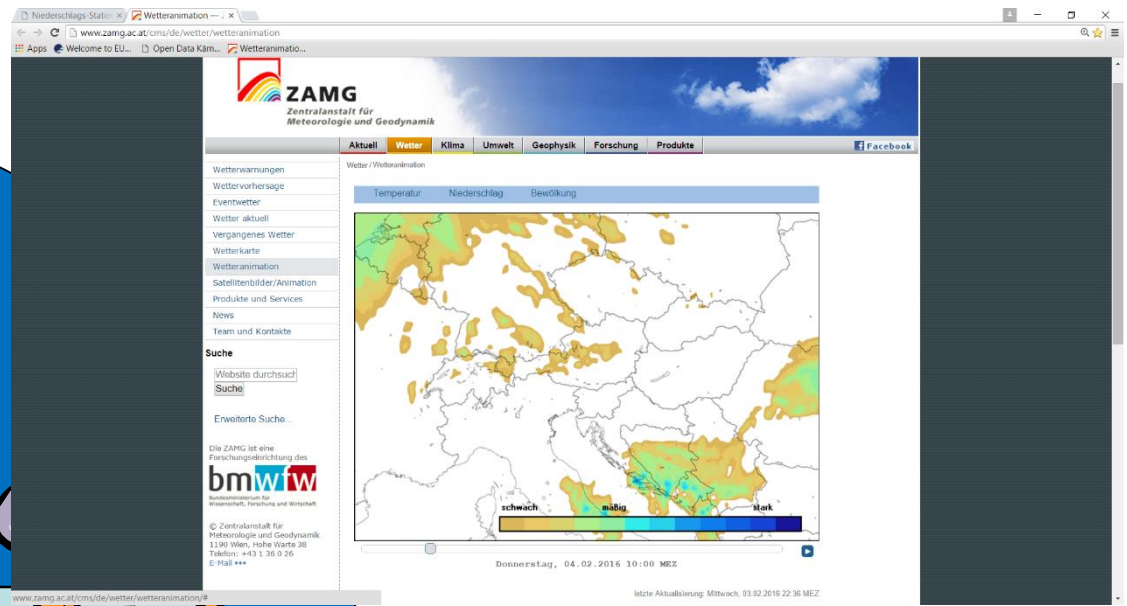 Niederschlags-Statio
Wetteranimation —
www.zamg.ac.at/cms/de/wetter/wetteranimation
Apps Welcome to EU... Open Data Kärn... Wetteranimatio...
ZAMG
Zentralanstalt für
Meteorologie und Geodynamik
Aktuell Wetter Klima Umwelt Geophysik Forschung Produkte
Facebook
Wetterwarnungen
Wettervorhersage
Eventwetter
Wetter aktuell
Vergangenes Wetter
Wetterkarte
Wetteranimation
Satellitenbilder/Animation
Produkte und Services
News
Team und Kontakte
Suche
Website durchsuch
Suche
Erweiterte Suche...
Die ZAMG ist eine
Forschungseinrichtung des
bmwfw
Bundesministerium für
Wissenschaft, Forschung und Wirtschaft
© Zentralanstalt für
Meteorologie und Geodynamik
1190 Wien, Hohe Warte 38
Telefon: +43 1 36 0 26
E-Mail
Wetter / Wetteranimation
Temperatur Niederschlag Bewölkung
schwach mäßig stark
Donnerstag, 04.02.2016 10:00 MEZ
letzte Aktualisierung: Mittwoch, 03.02.2016 22:36 MEZ
www.zamg.ac.at/cms/de/wetter/wetteranimation/#